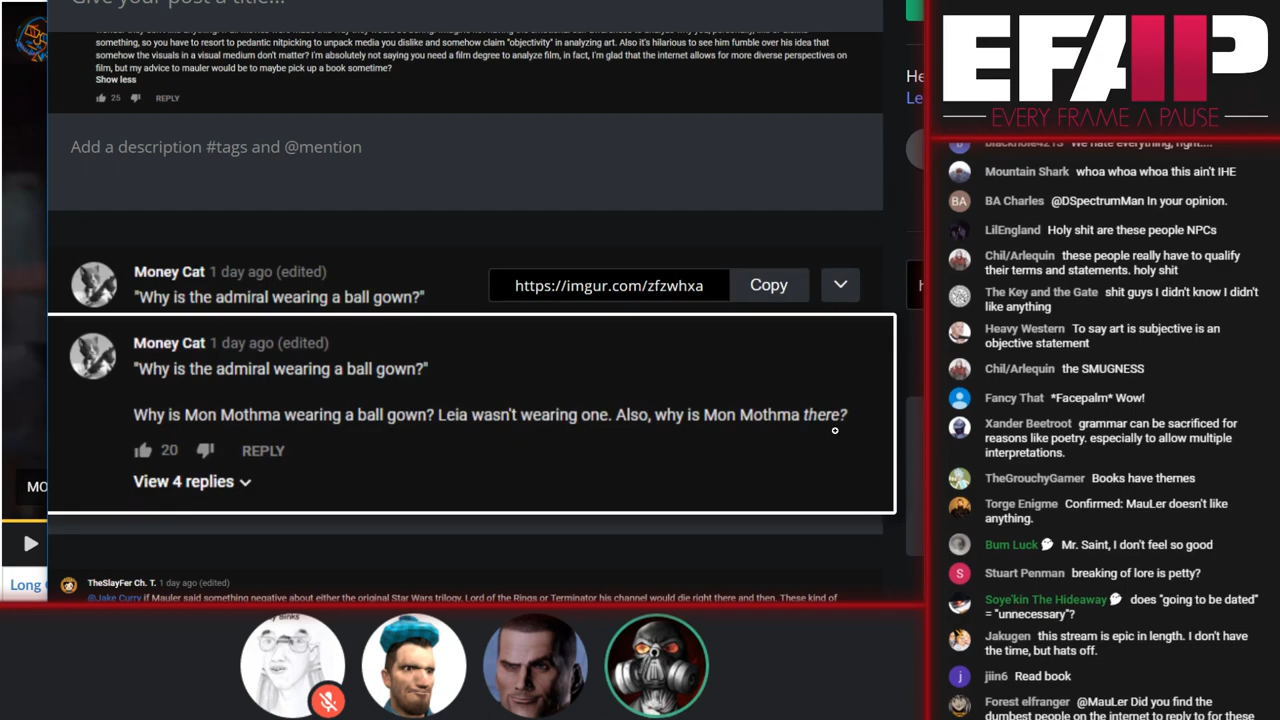 Give your post a title...
something, so you have to resort to pedantic nitpicking to unpack media you dislike and somehow claim "objectivity" in analyzing art. Also it's hilarious to see him fumble over his idea that
somehow the visuals in a visual medium don't matter? I'm absolutely not saying you need a film degree to analyze film, in fact, I'm glad that the internet allows for more diverse perspectives on
film, but my advice to mauler would be to maybe pick up a book sometime?
Show less
25 REPLY
Add a description #tags and @mention
Money Cat 1 day ago (edited)
"Why is the admiral wearing a ball gown?"
https://imgur.com/zfzwhxa
Copy
Money Cat 1 day ago (edited)
"Why is the admiral wearing a ball gown?"
Why is Mon Mothma wearing a ball gown? Leia wasn't wearing one. Also, why is Mon Mothma there?
20 REPLY
View 4 replies
TheSlayFer Ch. T. 1 day ago (edited)
@Jake Curry if Mauler said something negative about either the original Star Wars trilogy, Lord of the Rings or Terminator his channel would die right there and then. These kind of
He
Le
MO
Long
EFAP
EVERY FRAME A PAUSE
blackhole4213 We hate everything, right....
Mountain Shark whoa whoa whoa this ain't IHE
BA
BA Charles @DSpectrumMan In your opinion.
LilEngland Holy shit are these people NPCs
Chil/Arlequin these people really have to qualify
their terms and statements. holy shit
The Key and the Gate shit guys I didn't know I didn't
like anything
Heavy Western To say art is subjective is an
objective statement
Chil/Arlequin the SMUGNESS
Fancy That *Facepalm* Wow!
Xander Beetroot grammar can be sacrificed for
reasons like poetry. especially to allow multiple
interpretations.
TheGrouchyGamer Books have themes
Torge Enigme Confirmed: MauLer doesn't like
anything.
Bum Luck Mr. Saint, I don't feel so good
S
Stuart Penman breaking of lore is petty?
Soye'kin The Hideaway does "going to be dated"
= "unnecessary"?
Jakugen this stream is epic in length. I don't have
the time, but hats off.
j
jiin6 Read book
Forest elfranger @MauLer Did you find the
dumbest people on the internet to reply to for these